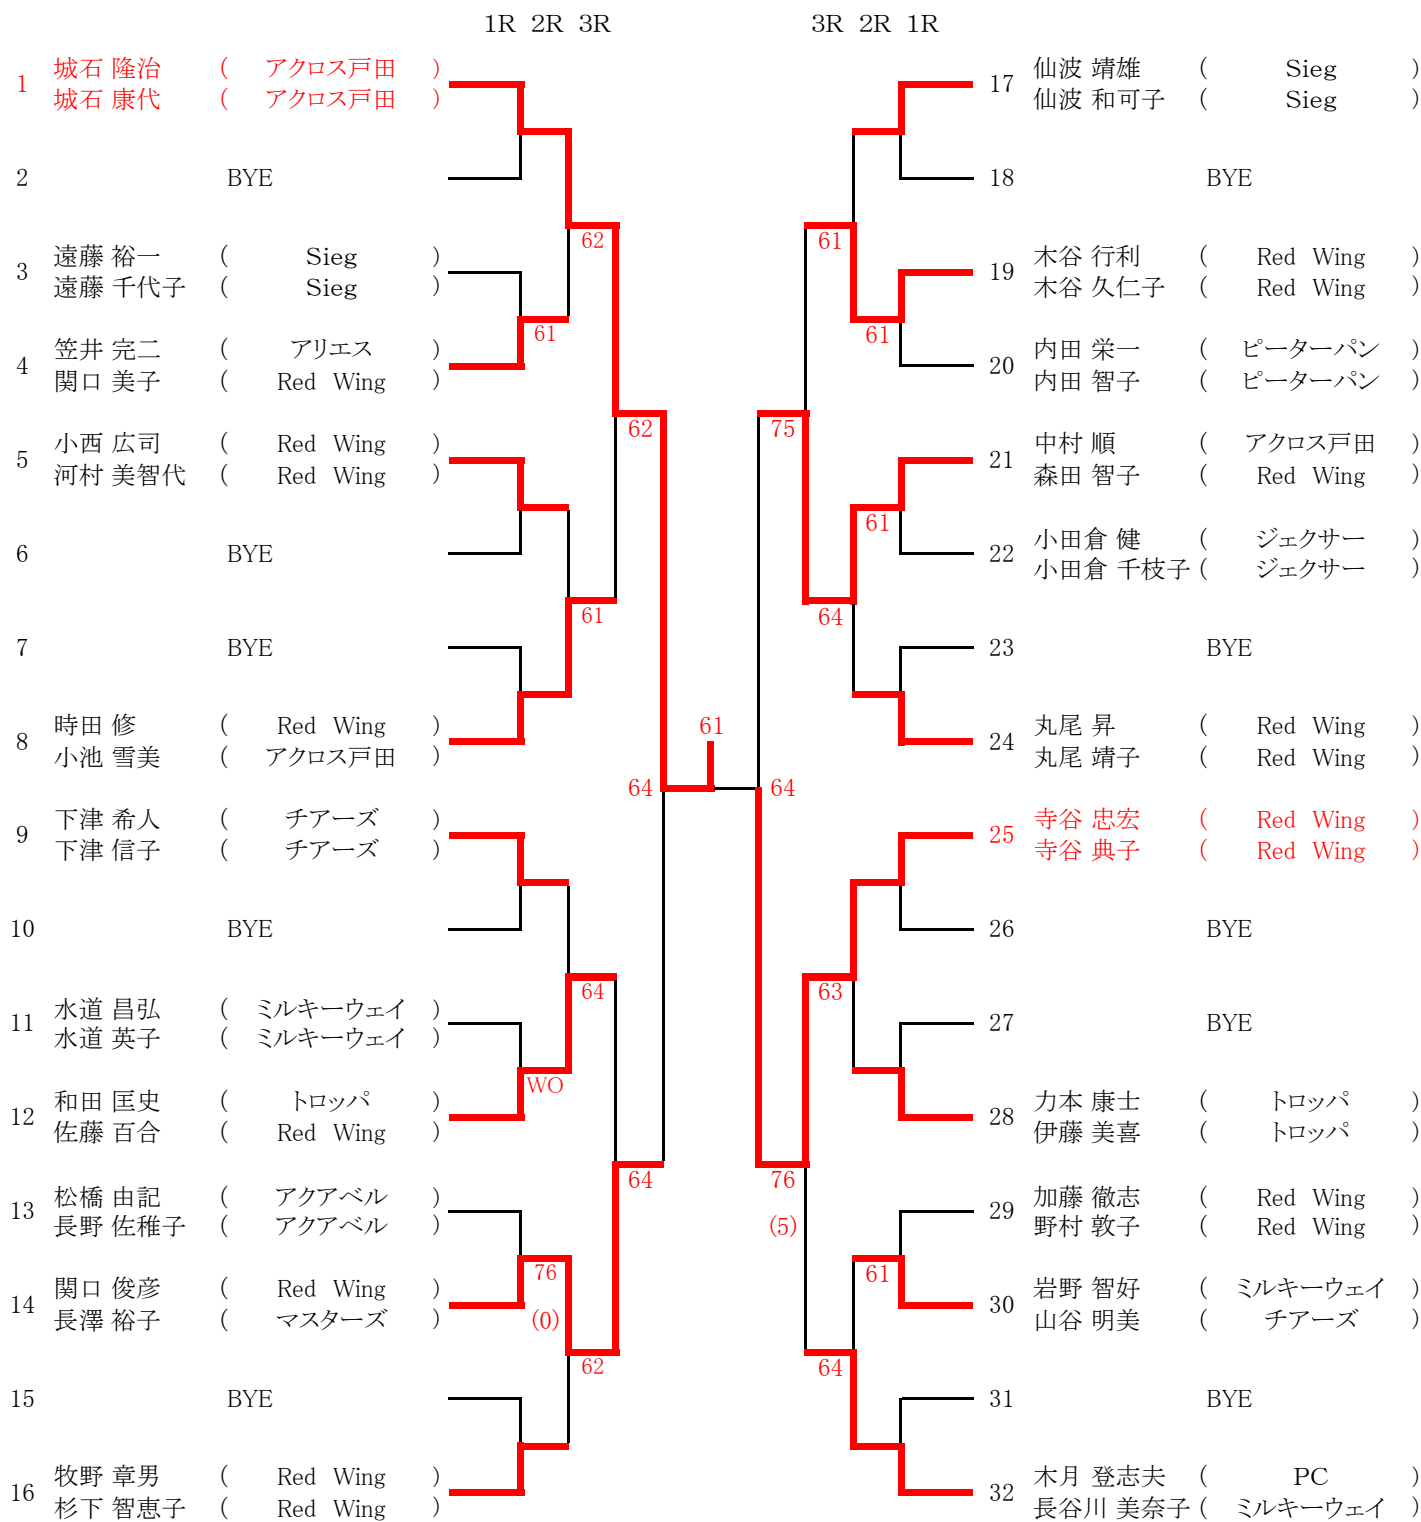 1R 2R 3R
3R 2R 1R
1 城石 隆治 ( アクロス戸田 )
城石 康代 ( アクロス戸田 )
2 BYE
3 遠藤 裕一 ( Sieg )
遠藤 千代子 ( Sieg )
4 笠井 完二 ( アリエス )
関口 美子 ( Red Wing )
5 小西 広司 ( Red Wing )
河村 美智代 ( Red Wing )
6 BYE
7 BYE
8 時田 修 ( Red Wing )
小池 雪美 ( アクロス戸田 )
9 下津 希人 ( チアーズ )
下津 信子 ( チアーズ )
10 BYE
11 水道 昌弘 ( ミルキーウェイ )
水道 英子 ( ミルキーウェイ )
12 和田 匡史 ( トロッパ )
佐藤 百合 ( Red Wing )
13 松橋 由記 ( アクアベル )
長野 佐稚子 ( アクアベル )
14 関口 俊彦 ( Red Wing )
長澤 裕子 ( マスターズ )
15 BYE
16 牧野 章男 ( Red Wing )
杉下 智恵子 ( Red Wing )
61
WO
76
(0)
62
61
64
62
62
64
64
61
64
75
76
(5)
61
64
63
64
61
61
61
17 仙波 靖雄 ( Sieg )
仙波 和可子 ( Sieg )
18 BYE
19 木谷 行利 ( Red Wing )
木谷 久仁子 ( Red Wing )
20 内田 栄一 ( ピーターパン )
内田 智子 ( ピーターパン )
21 中村 順 ( アクロス戸田 )
森田 智子 ( Red Wing )
22 小田倉 健 ( ジェクサー )
小田倉 千枝子 ( ジェクサー )
23 BYE
24 丸尾 昇 ( Red Wing )
丸尾 靖子 ( Red Wing )
25 寺谷 忠宏 ( Red Wing )
寺谷 典子 ( Red Wing )
26 BYE
27 BYE
28 力本 康士 ( トロッパ )
伊藤 美喜 ( トロッパ )
29 加藤 徹志 ( Red Wing )
野村 敦子 ( Red Wing )
30 岩野 智好 ( ミルキーウェイ )
山谷 明美 ( チアーズ )
31 BYE
32 木月 登志夫 ( PC )
長谷川 美奈子 ( ミルキーウェイ )